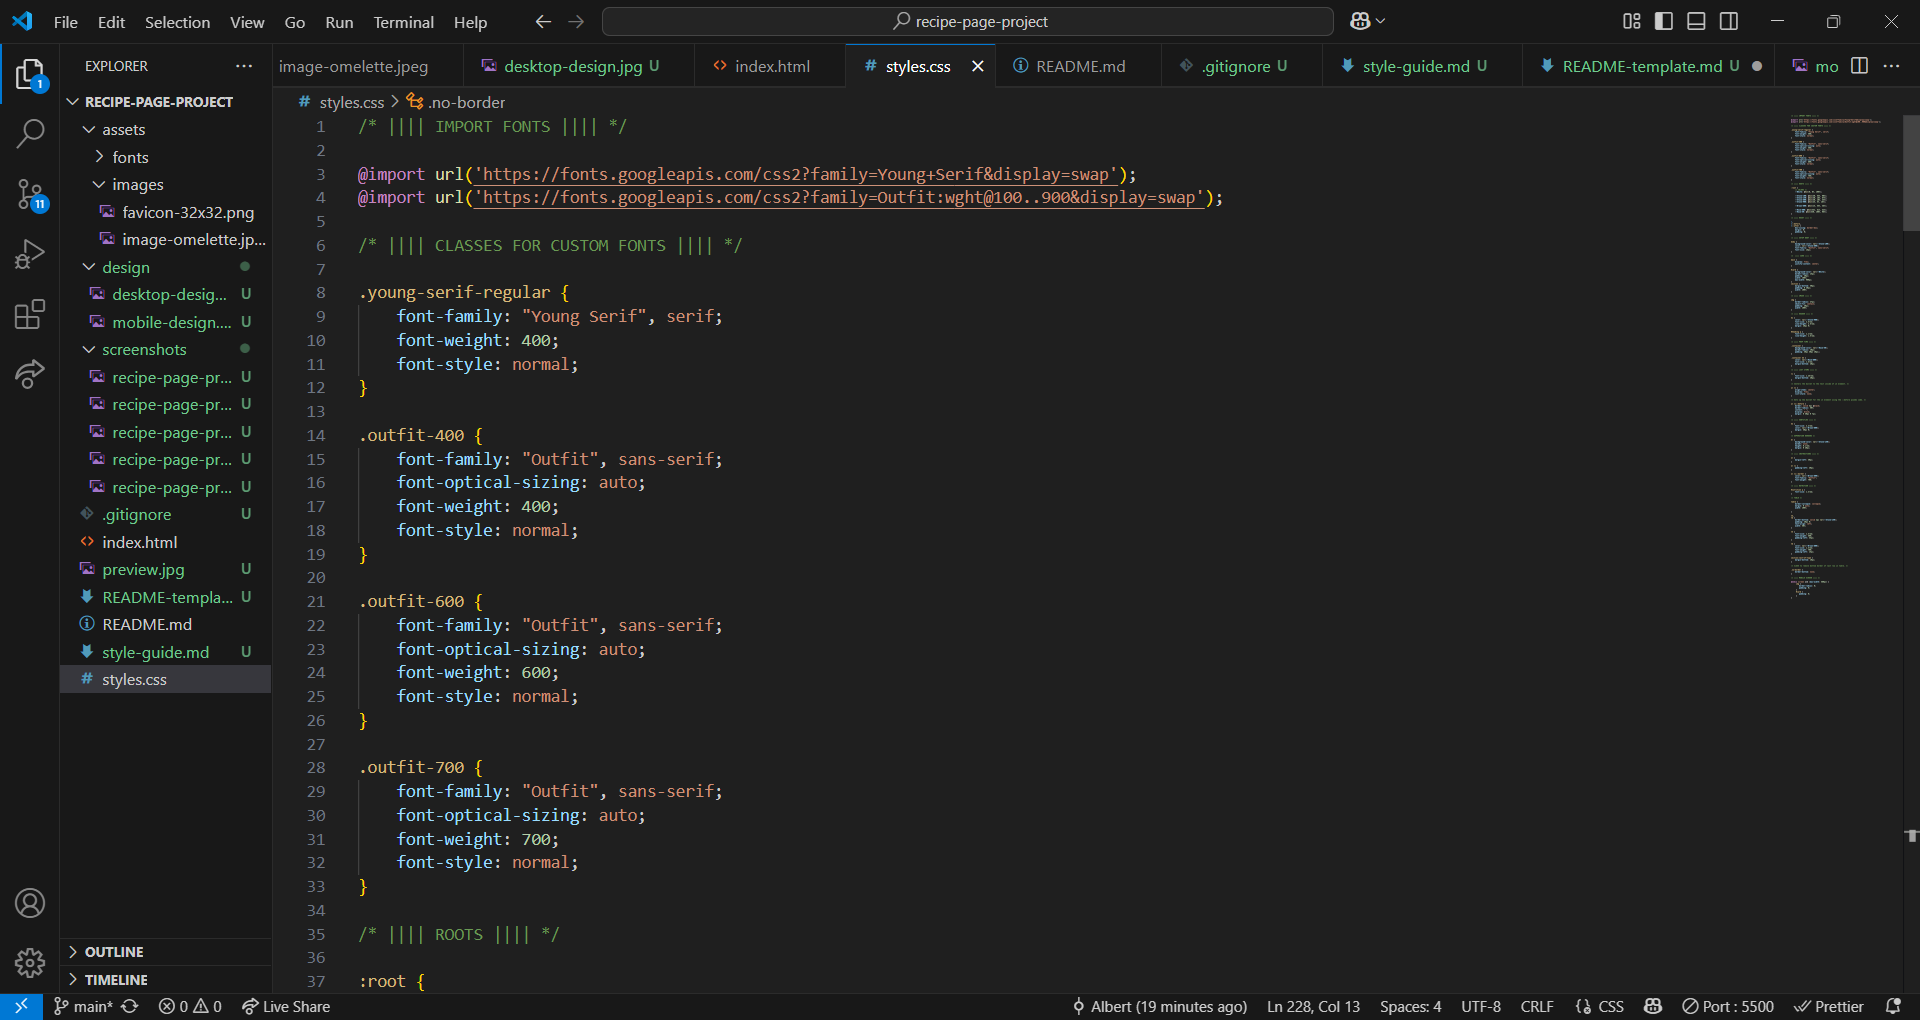 File Edit Selection View Go Run Terminal Help
recipe-page-project
EXPLORER
RECIPE-PAGE-PROJECT
assets
fonts
images
favicon-32x32.png
image-omelette.jp...
design
desktop-desig... U
mobile-design.... U
screenshots
recipe-page-pr... U
recipe-page-pr... U
recipe-page-pr... U
recipe-page-pr... U
recipe-page-pr... U
.gitignore U
index.html
preview.jpg U
README-templa... U
README.md
style-guide.md U
styles.css
OUTLINE
TIMELINE
1
11
image-omelette.jpeg
desktop-design.jpg U
index.html
styles.css
README.md
.gitignore U
style-guide.md U
README-template.md U
mo
styles.css > .no-border
1 /* |||| IMPORT FONTS |||| */
2
3 @import url('https://fonts.googleapis.com/css2?family=Young+Serif&display=swap');
4 @import url('https://fonts.googleapis.com/css2?family=Outfit:wght@100..900&display=swap');
5
6 /* |||| CLASSES FOR CUSTOM FONTS |||| */
7
8 .young-serif-regular {
9 font-family: "Young Serif", serif;
10 font-weight: 400;
11 font-style: normal;
12 }
13
14 .outfit-400 {
15 font-family: "Outfit", sans-serif;
16 font-optical-sizing: auto;
17 font-weight: 400;
18 font-style: normal;
19 }
20
21 .outfit-600 {
22 font-family: "Outfit", sans-serif;
23 font-optical-sizing: auto;
24 font-weight: 600;
25 font-style: normal;
26 }
27
28 .outfit-700 {
29 font-family: "Outfit", sans-serif;
30 font-optical-sizing: auto;
31 font-weight: 700;
32 font-style: normal;
33 }
34
35 /* |||| ROOTS |||| */
36
37 :root {
main* 0 0 Live Share Albert (19 minutes ago) Ln 228, Col 13 Spaces: 4 UTF-8 CRLF {} CSS Port : 5500 Prettier